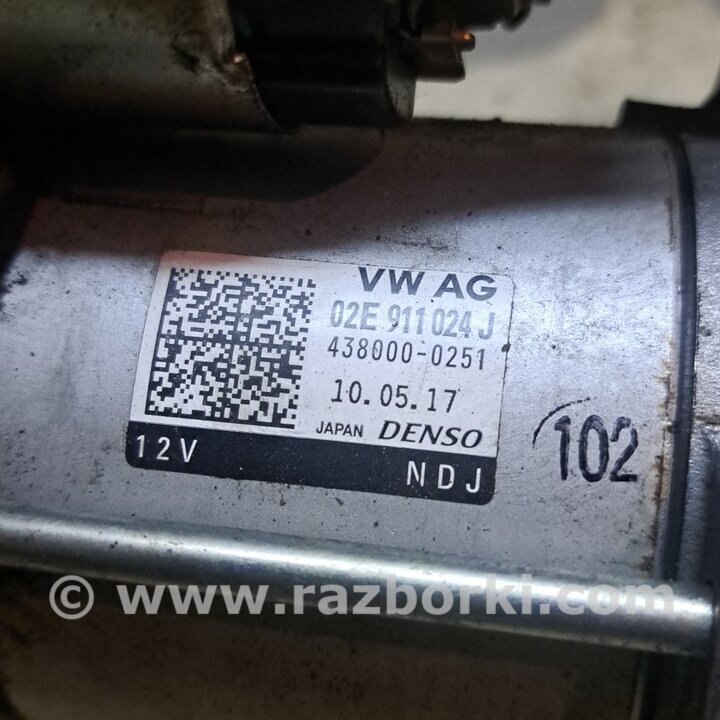 VW AG
02E 911 024 J
438000-0251
10.05.17
JAPAN DENSO
12V NDJ
102
© www.razborki.com